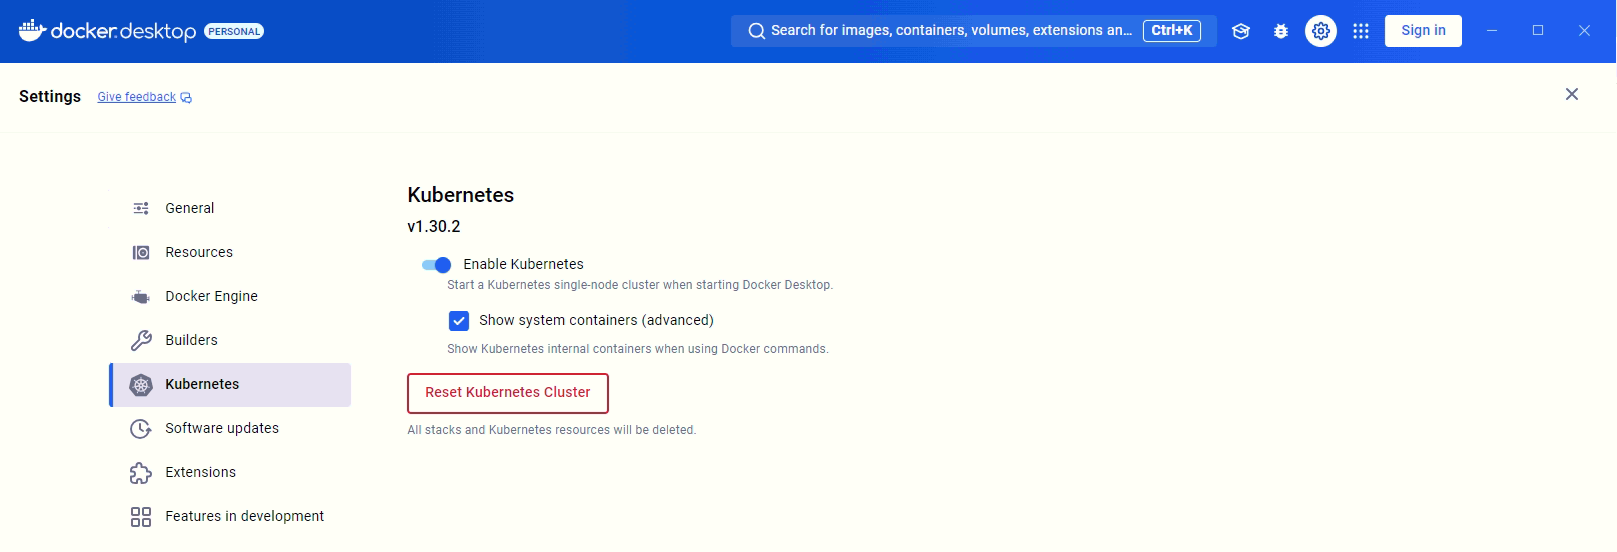 docker.desktop PERSONAL
Search for images, containers, volumes, extensions an... Ctrl+K
Sign in
Settings Give feedback
General
Resources
Docker Engine
Builders
Kubernetes
Software updates
Extensions
Features in development
Kubernetes
v1.30.2
Enable Kubernetes
Start a Kubernetes single-node cluster when starting Docker Desktop.
Show system containers (advanced)
Show Kubernetes internal containers when using Docker commands.
Reset Kubernetes Cluster
All stacks and Kubernetes resources will be deleted.